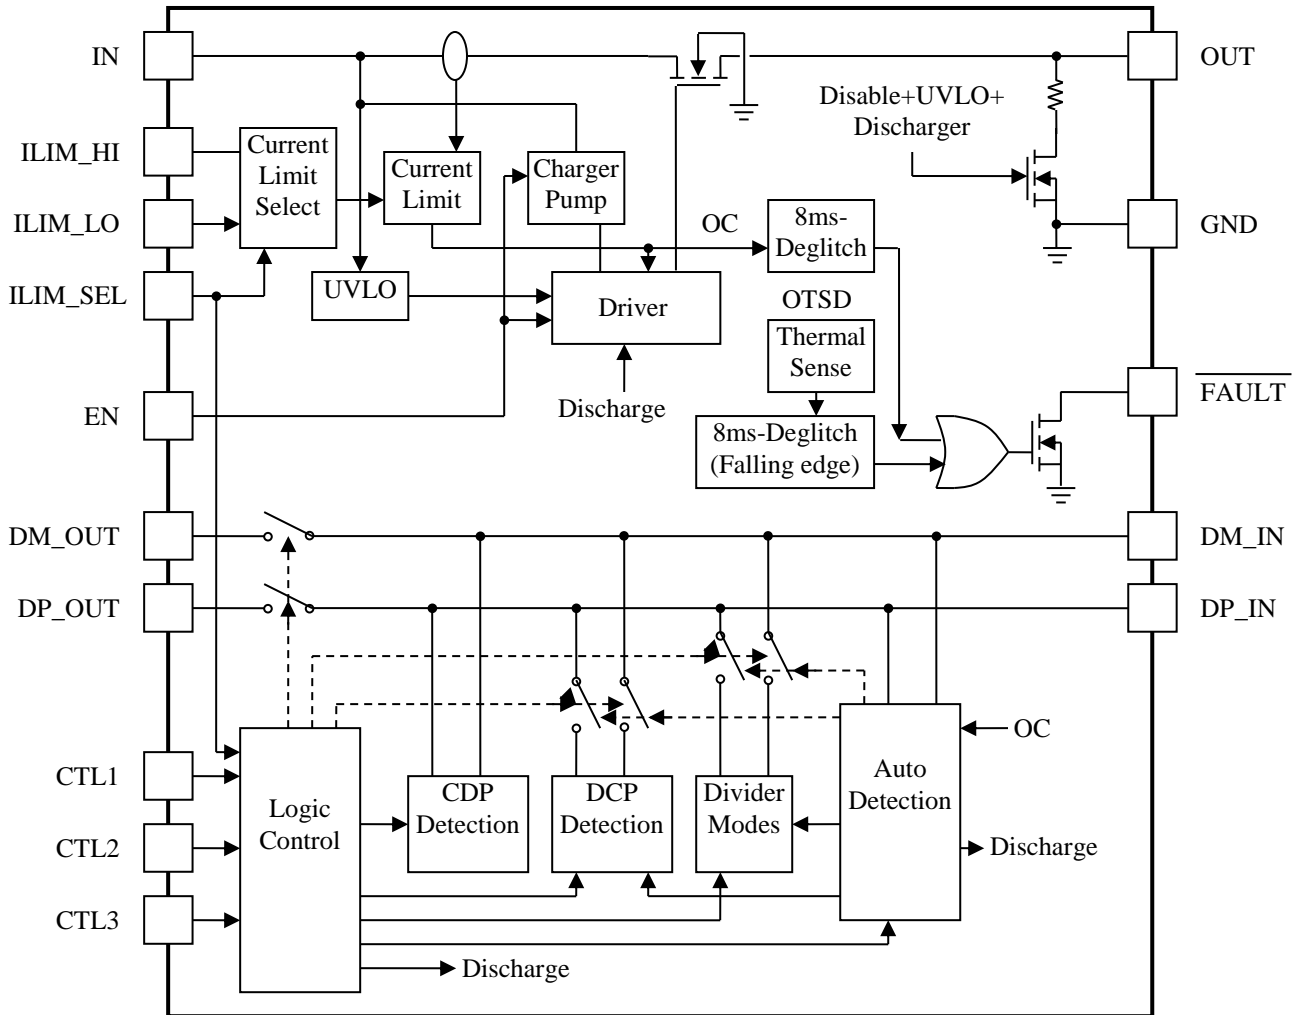 IN
OUT
Disable+UVLO+
Discharger
ILIM_HI
Current
Limit
Select
Current
Limit
Charger
Pump
ILIM_LO
OC
8ms-
Deglitch
GND
ILIM_SEL
UVLO
Driver
OTSD
Thermal
Sense
FAULT
EN
Discharge
8ms-Deglitch
(Falling edge)
DM_OUT
DM_IN
DP_OUT
DP_IN
OC
CTL1
CTL2
CTL3
Logic
Control
CDP
Detection
DCP
Detection
Divider
Modes
Auto
Detection
Discharge
Discharge